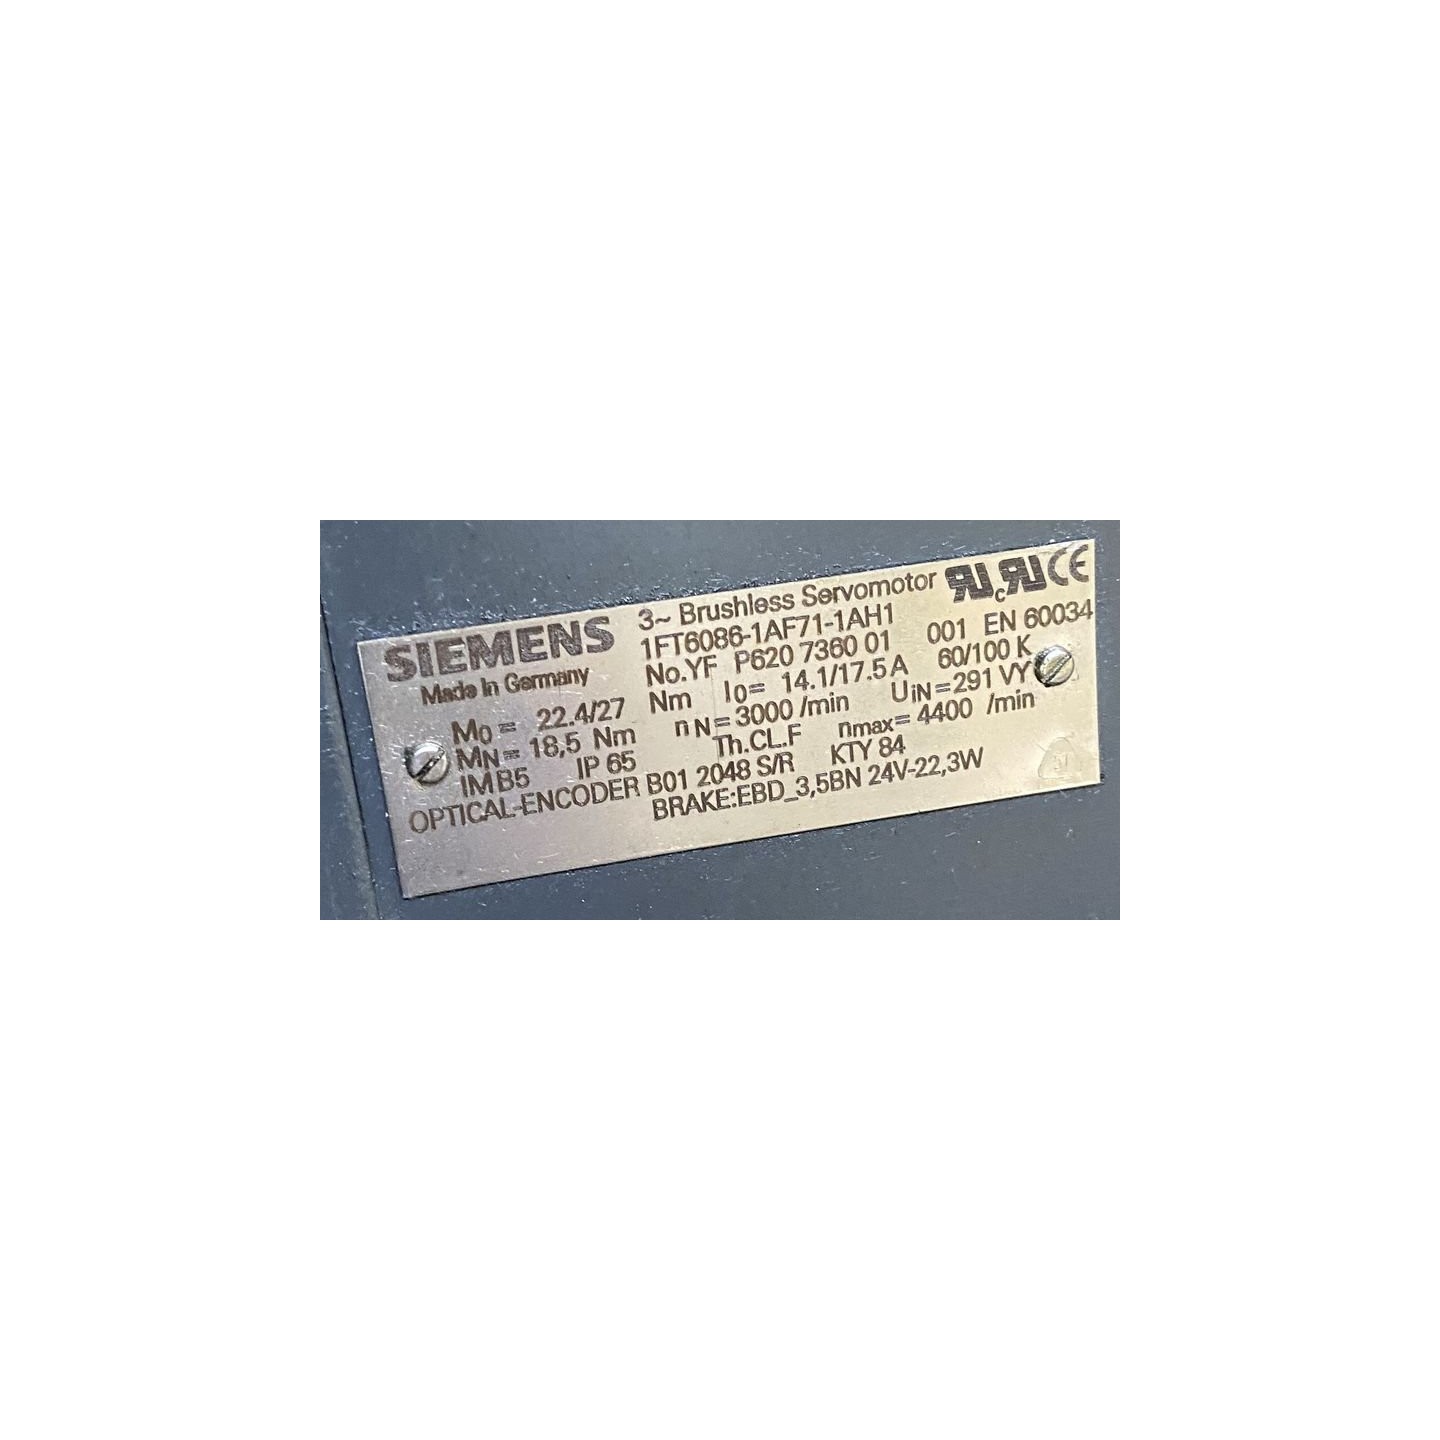 SIEMENS
Made in Germany
3~ Brushless Servomotor
1FT6086-1AF71-1AH1
No.YF P620 7360 01 001 EN 60034
M0 = 22.4/27 Nm I0= 14.1/17.5 A 60/100 K
MN= 18,5 Nm nN= 3000 /min UiN=291 VY
IM B5 IP 65 Th.CL.F nmax= 4400 /min
OPTICAL-ENCODER B01 2048 S/R KTY 84
BRAKE:EBD_3,5BN 24V-22,3W